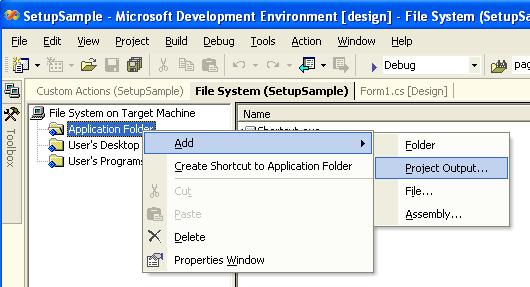 SetupSample - Microsoft Development Environment [design] - File System (SetupSa
File Edit View Project Build Debug Tools Action Window Help
Debug pag
Custom Actions (SetupSample) File System (SetupSample) Form1.cs [Design]
Toolbox
File System on Target Machine
Name
Application Folder
User's Desktop
User's Programs
Add
Create Shortcut to Application Folder
Cut
Paste
Delete
Properties Window
Folder
Project Output...
File...
Assembly...